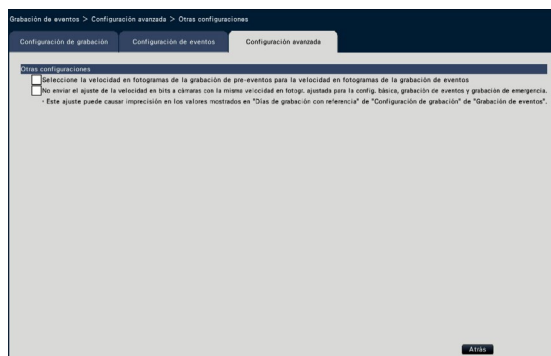 Grabación de eventos > Configuración avanzada > Otras configuraciones
Configuración de grabación
Configuración de eventos
Configuración avanzada
Otras configuraciones
Seleccione la velocidad en fotogramas de la grabación de pre-eventos para la velocidad en fotogramas de la grabación de eventos
No enviar el ajuste de la velocidad en bits a cámaras con la misma velocidad en fotogr. ajustada para la config. básica, grabación de eventos y grabación de emergencia.
• Este ajuste puede causar imprecisión en los valores mostrados en "Días de grabación con referencia" de "Configuración de grabación" de "Grabación de eventos".
Atrás